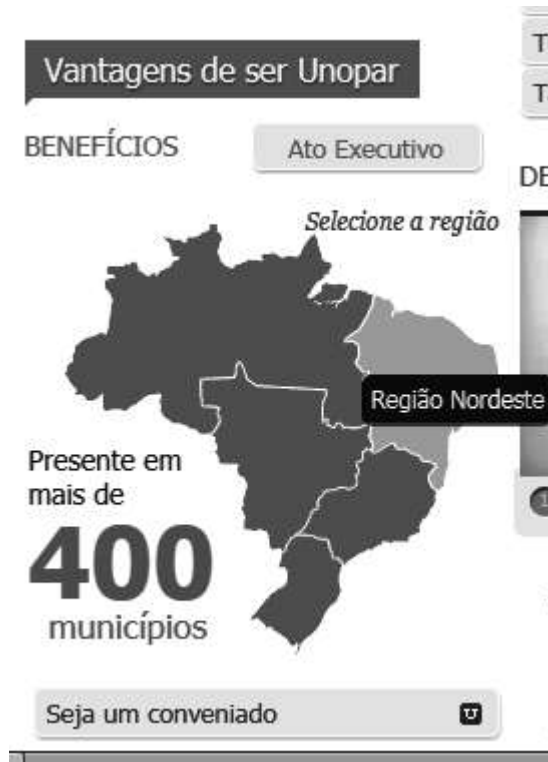 Vantagens de ser Unopar
BENEFÍCIOS
Ato Executivo
Selecione a região
Região Nordeste
Presente em
mais de
400
municípios
Seja um conveniado